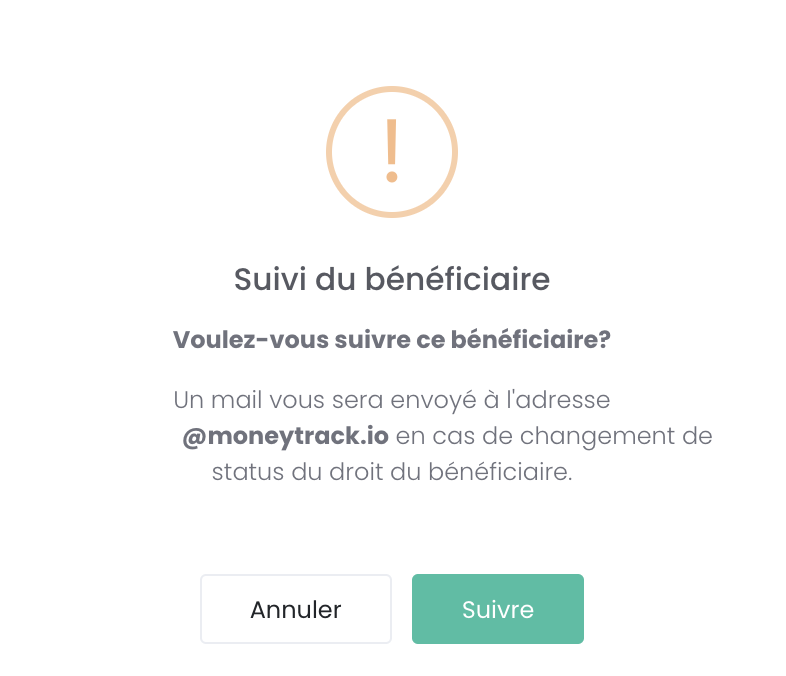 !
Suivi du bénéficiaire
Voulez-vous suivre ce bénéficiaire?
Un mail vous sera envoyé à l'adresse
@moneytrack.io en cas de changement de
status du droit du bénéficiaire.
Annuler
Suivre